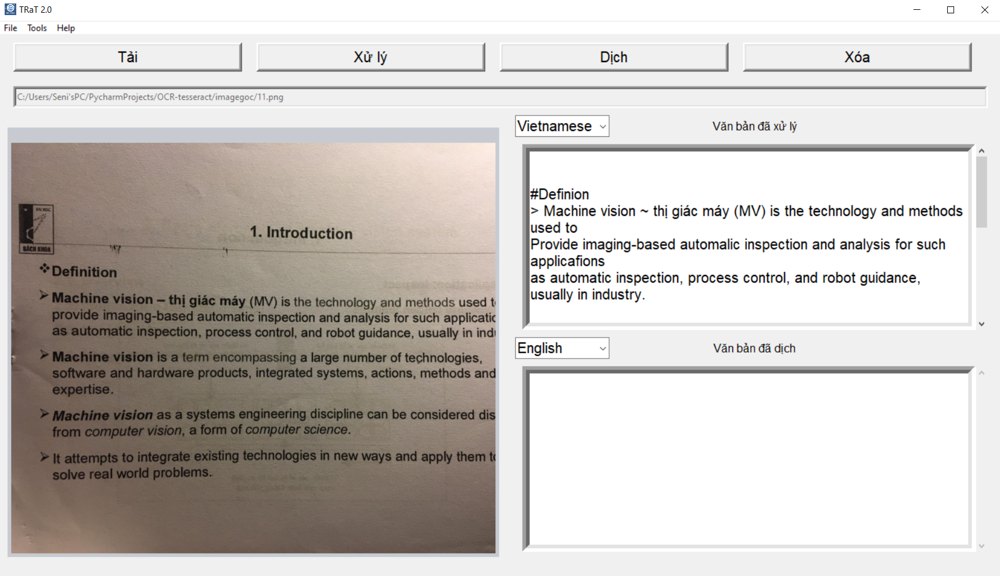 TRaT 2.0
File Tools Help
Tải Xử lý Dịch Xóa
C:/Users/Seni'sPC/PycharmProjects/OCR-tesseract/imagegoc/11.png
ĐẠI HỌC
BÁCH KHOA
1. Introduction
❖Definition
➢Machine vision – thị giác máy (MV) is the technology and methods used t
provide imaging-based automatic inspection and analysis for such applicatio
as automatic inspection, process control, and robot guidance, usually in indu
➢Machine vision is a term encompassing a large number of technologies,
software and hardware products, integrated systems, actions, methods and
expertise.
➢Machine vision as a systems engineering discipline can be considered dis
from computer vision, a form of computer science.
➢It attempts to integrate existing technologies in new ways and apply them to
solve real world problems.
Vietnamese Văn bản đã xử lý
#Definion
> Machine vision ~ thị giác máy (MV) is the technology and methods
used to
Provide imaging-based automalic inspection and analysis for such
applicafions
as automatic inspection, process control, and robot guidance,
usually in industry.
English Văn bản đã dịch